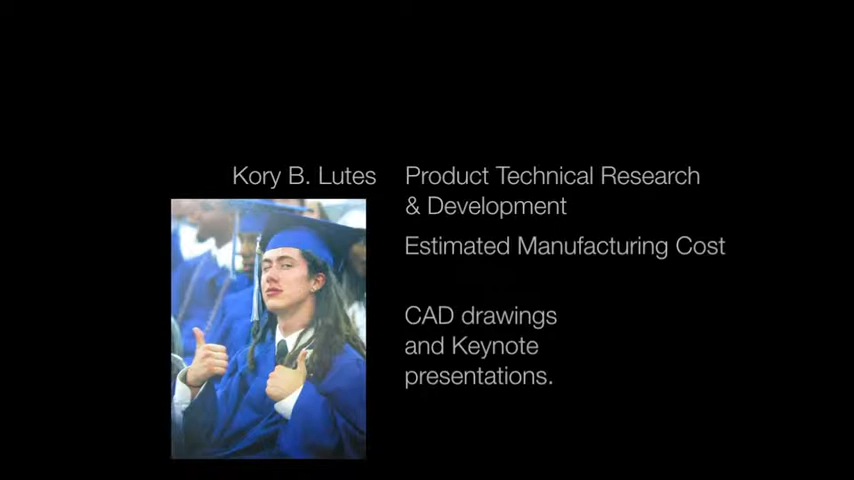 Kory B. Lutes
Product Technical Research
& Development
Estimated Manufacturing Cost
CAD drawings
and Keynote
presentations.